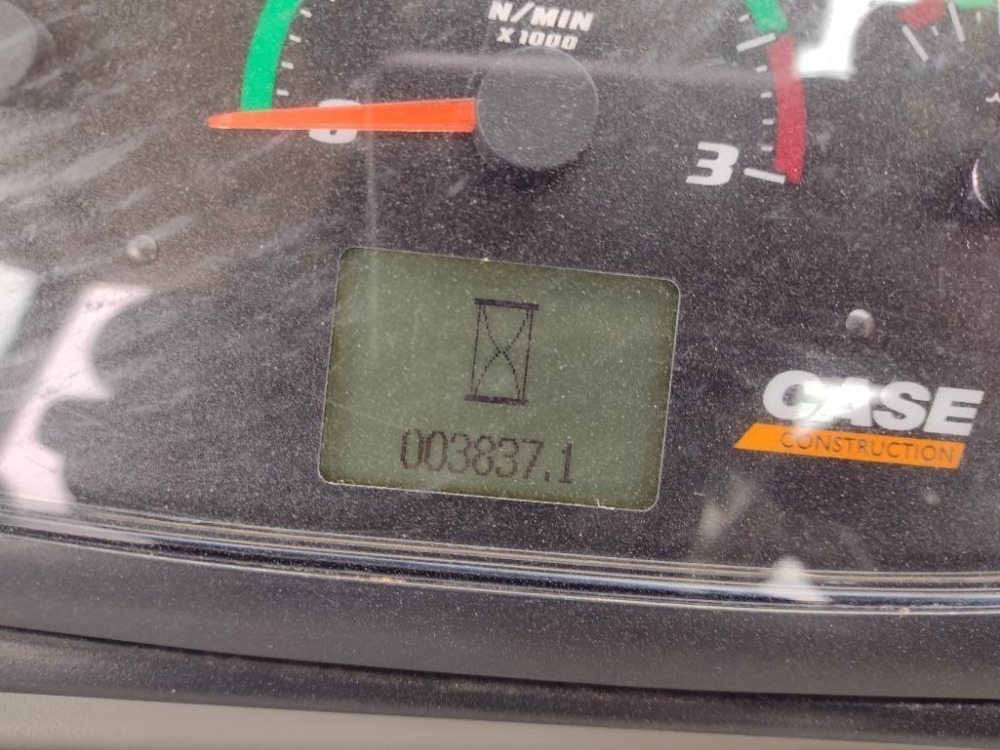 N/MIN
X 1000
0
3
CASE
CONSTRUCTION
003837.1